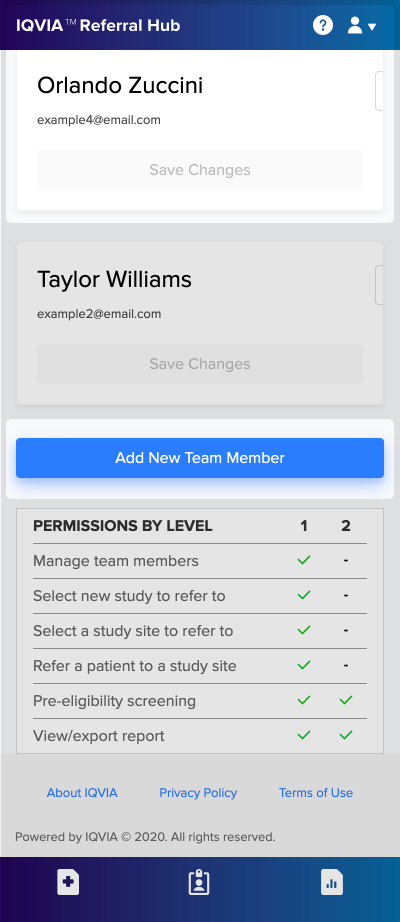 IQVIA™ Referral Hub
Orlando Zuccini
example4@email.com
Save Changes
Taylor Williams
example2@email.com
Save Changes
Add New Team Member
PERMISSIONS BY LEVEL 1 2
Manage team members -
Select new study to refer to -
Select a study site to refer to -
Refer a patient to a study site -
Pre-eligibility screening
View/export report
About IQVIA Privacy Policy Terms of Use
Powered by IQVIA © 2020. All rights reserved.